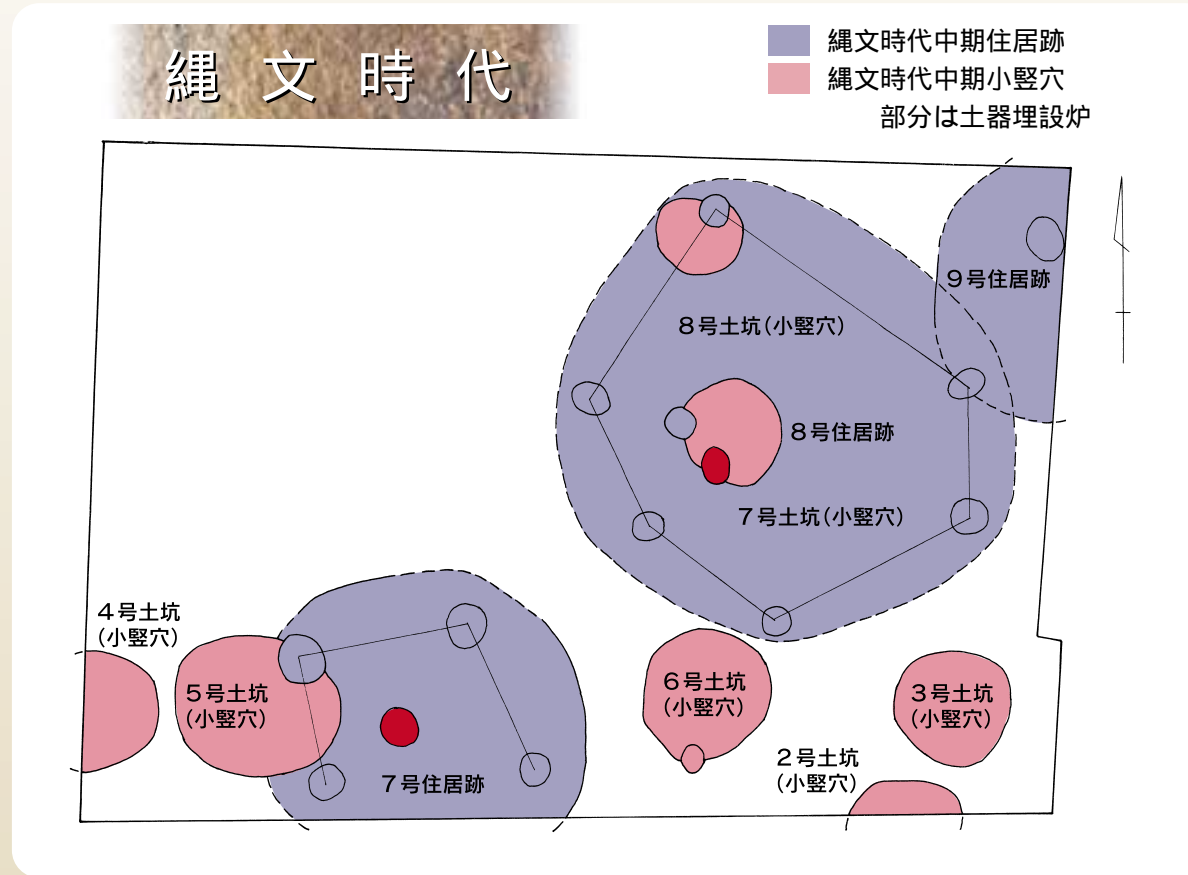 縄文時代
縄文時代中期住居跡
縄文時代中期小竪穴
部分は土器埋設炉
9号住居跡
8号土坑(小竪穴)
8号住居跡
7号土坑(小竪穴)
4号土坑
(小竪穴)
5号土坑
(小竪穴)
6号土坑
(小竪穴)
3号土坑
(小竪穴)
2号土坑
(小竪穴)
7号住居跡